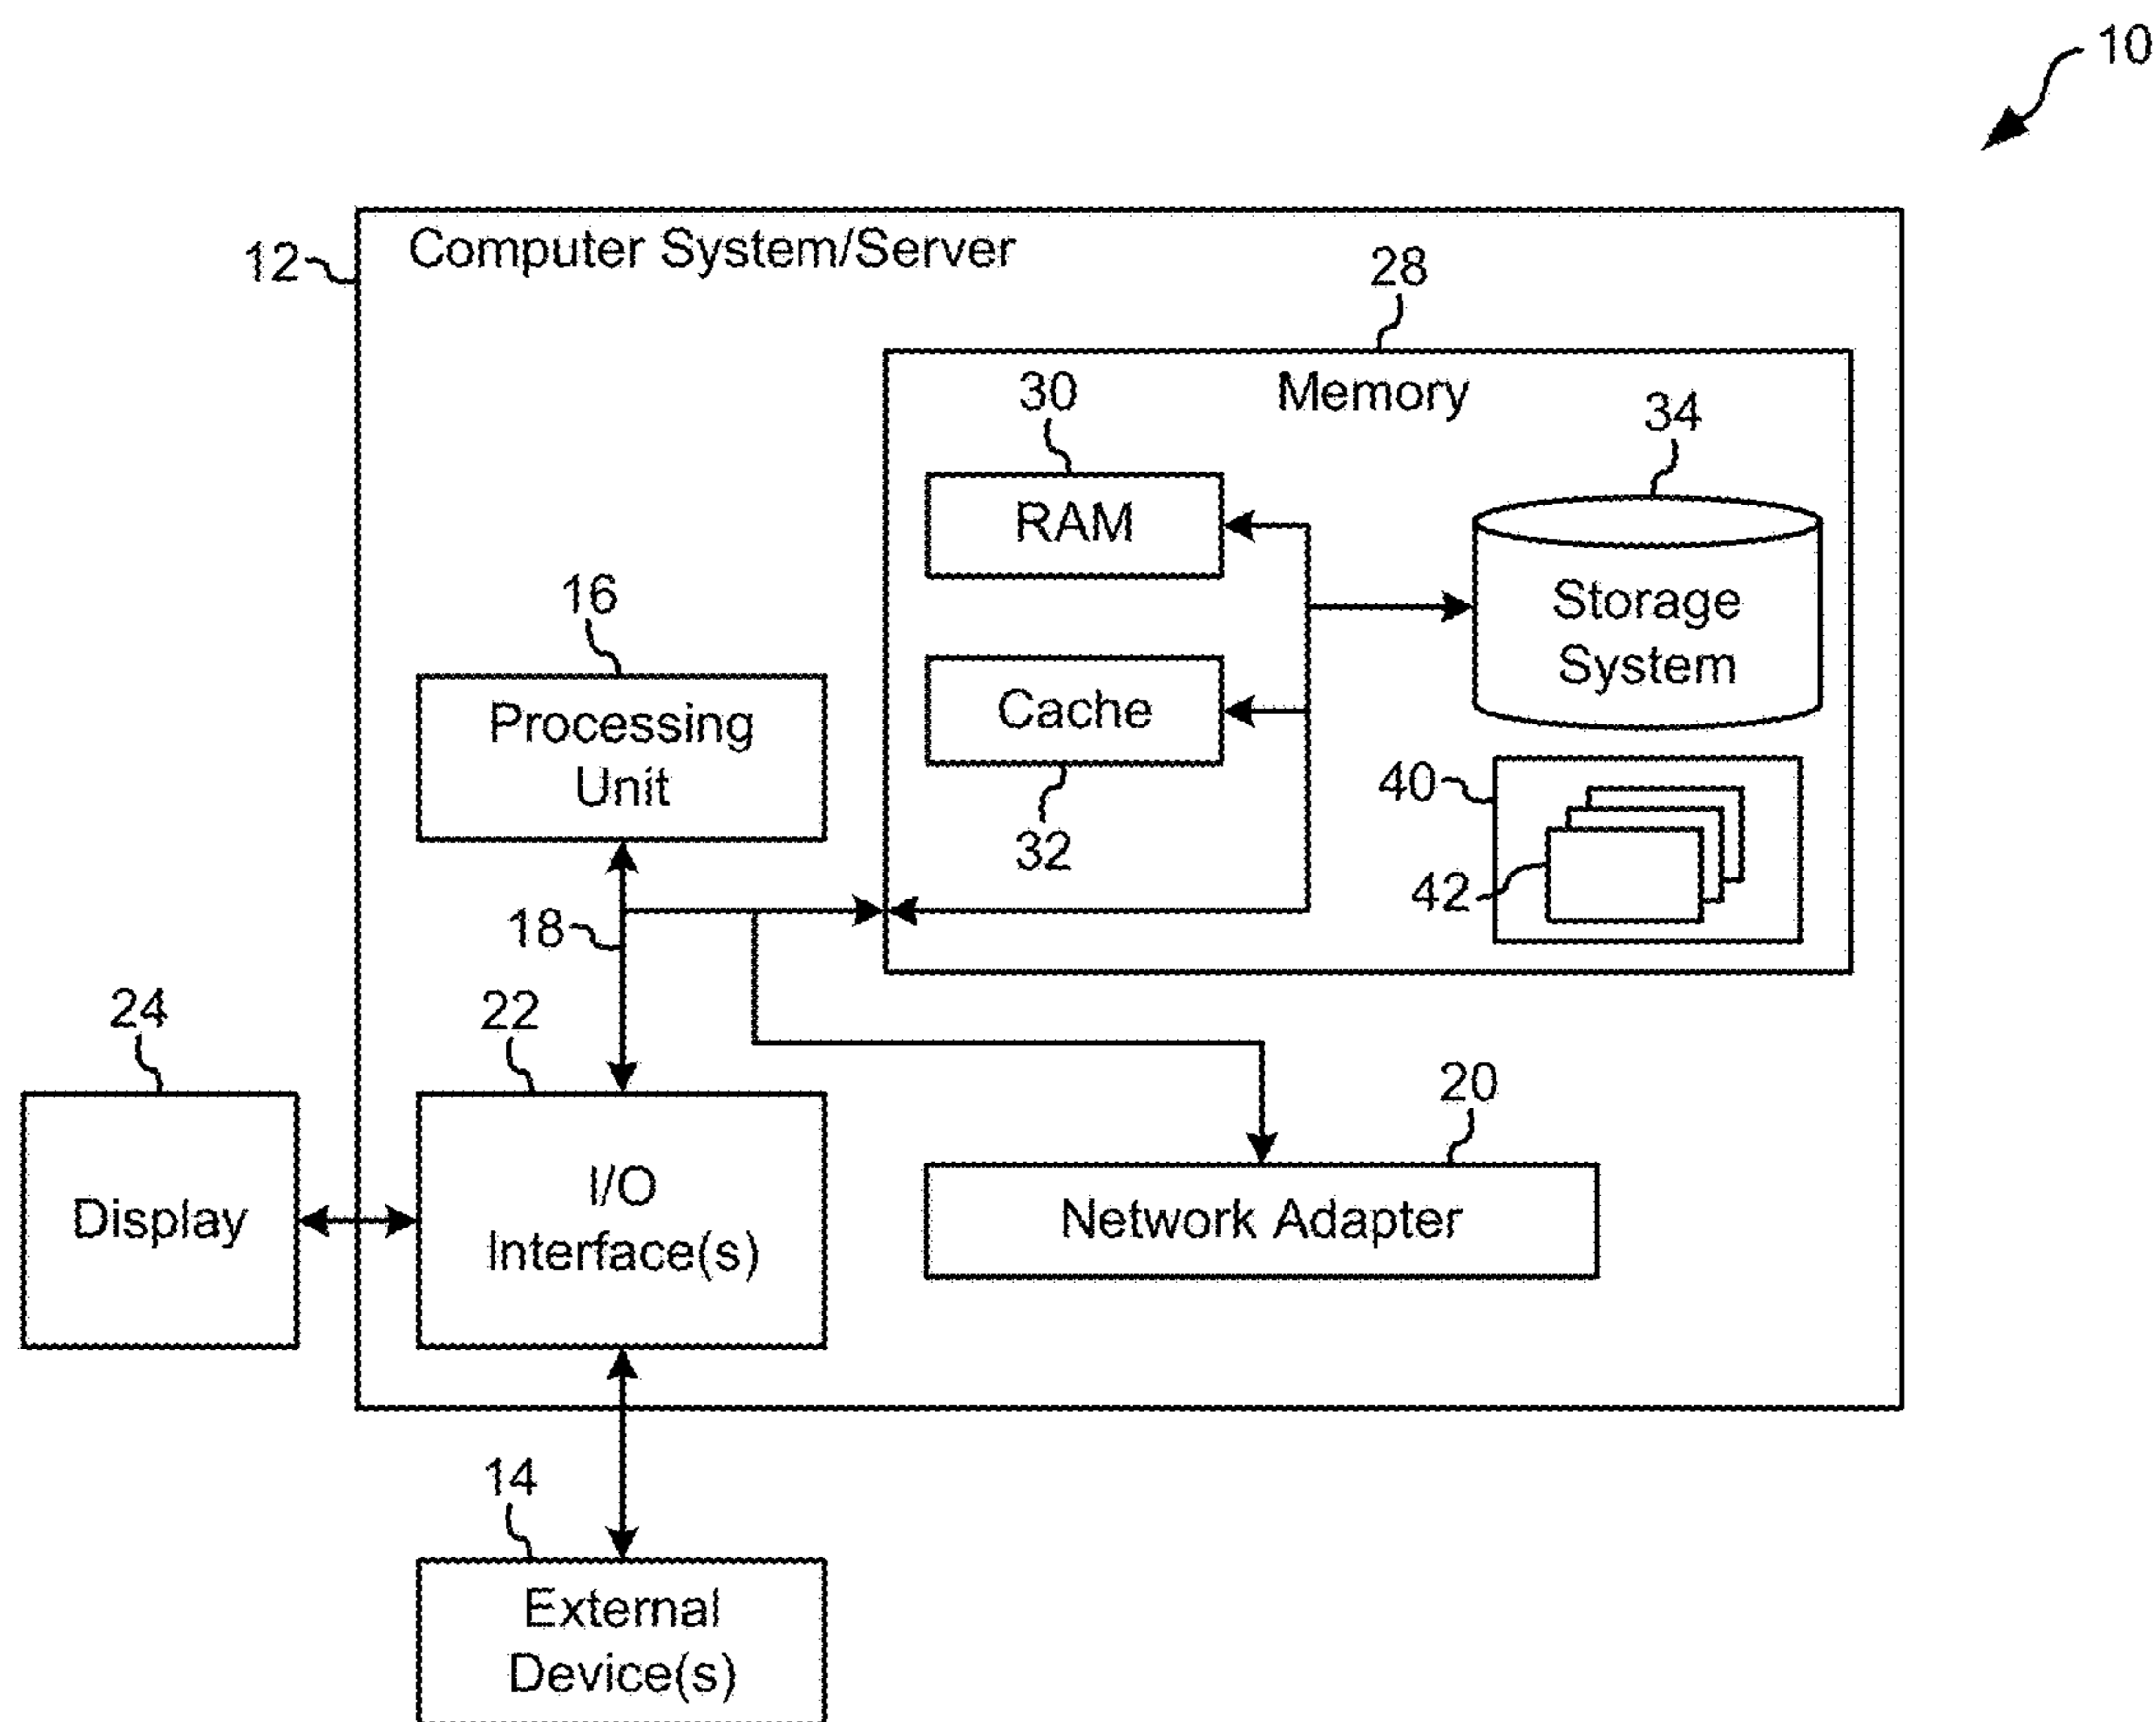 10
12
Computer System/Server
28
Memory
30
34
RAM
Storage
System
16
Processing
Unit
Cache
32
40
42
18
24
22
20
Display
I/O
Interface(s)
Network Adapter
14
External
Device(s)